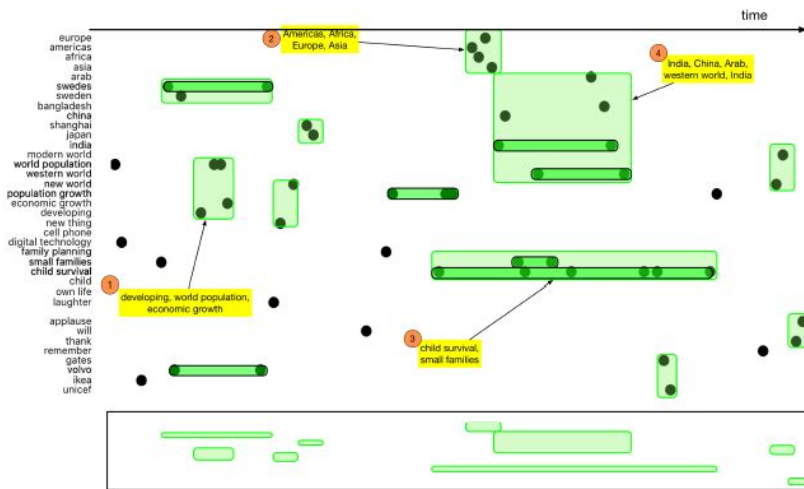 time
europe
americas
africa
asia
arab
swedes
sweden
bangladesh
china
shanghai
japan
india
modern world
world population
western world
new world
population growth
economic growth
developing
new thing
cell phone
digital technology
family planning
small families
child survival
child
own life
laughter
applause
will
thank
remember
gates
volvo
ikea
unicef
2
Americas, Africa,
Europe, Asia
4
India, China, Arab,
western world, India
1
developing, world population,
economic growth
3
child survival,
small families